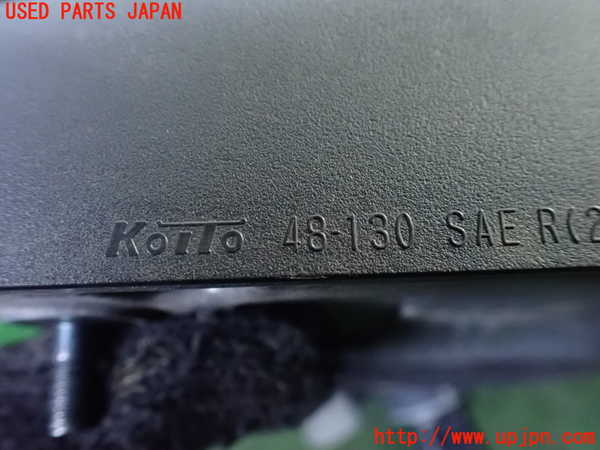 USED PARTS JAPAN
KOITO 48-130 SAE R(2
http://www.upjpn.com/